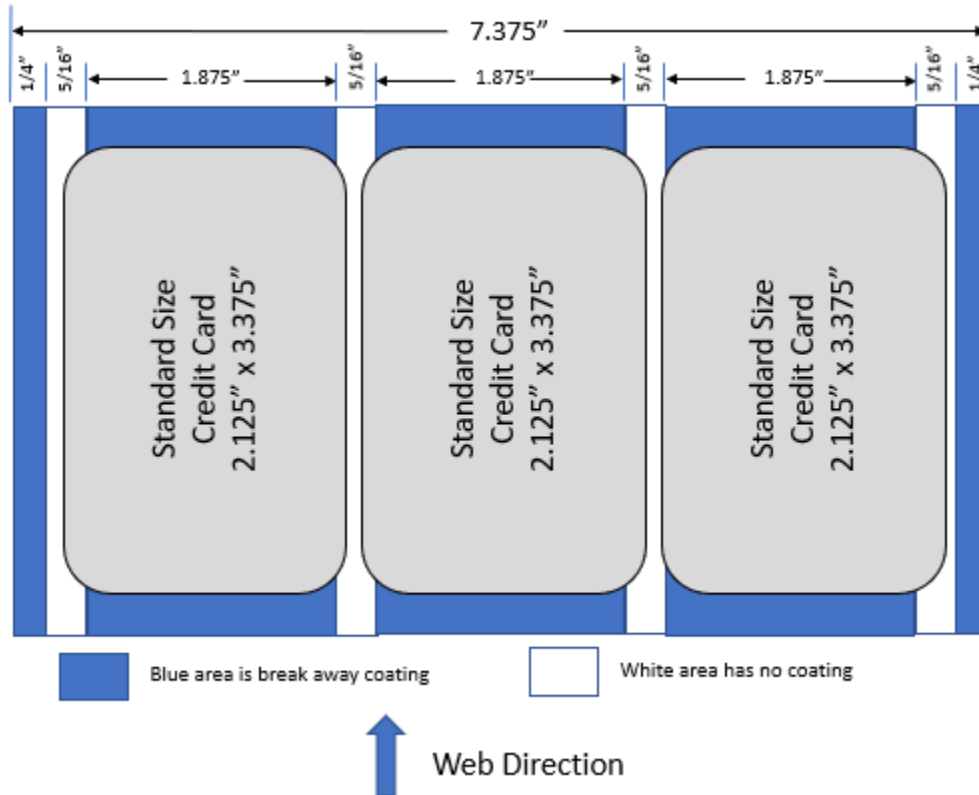 7.375”
1/4”
5/16”
1.875”
5/16”
1.875”
5/16”
1.875”
5/16”
1/4”
Standard Size
Credit Card
2.125” x 3.375”
Standard Size
Credit Card
2.125” x 3.375”
Standard Size
Credit Card
2.125” x 3.375”
Blue area is break away coating
White area has no coating
Web Direction